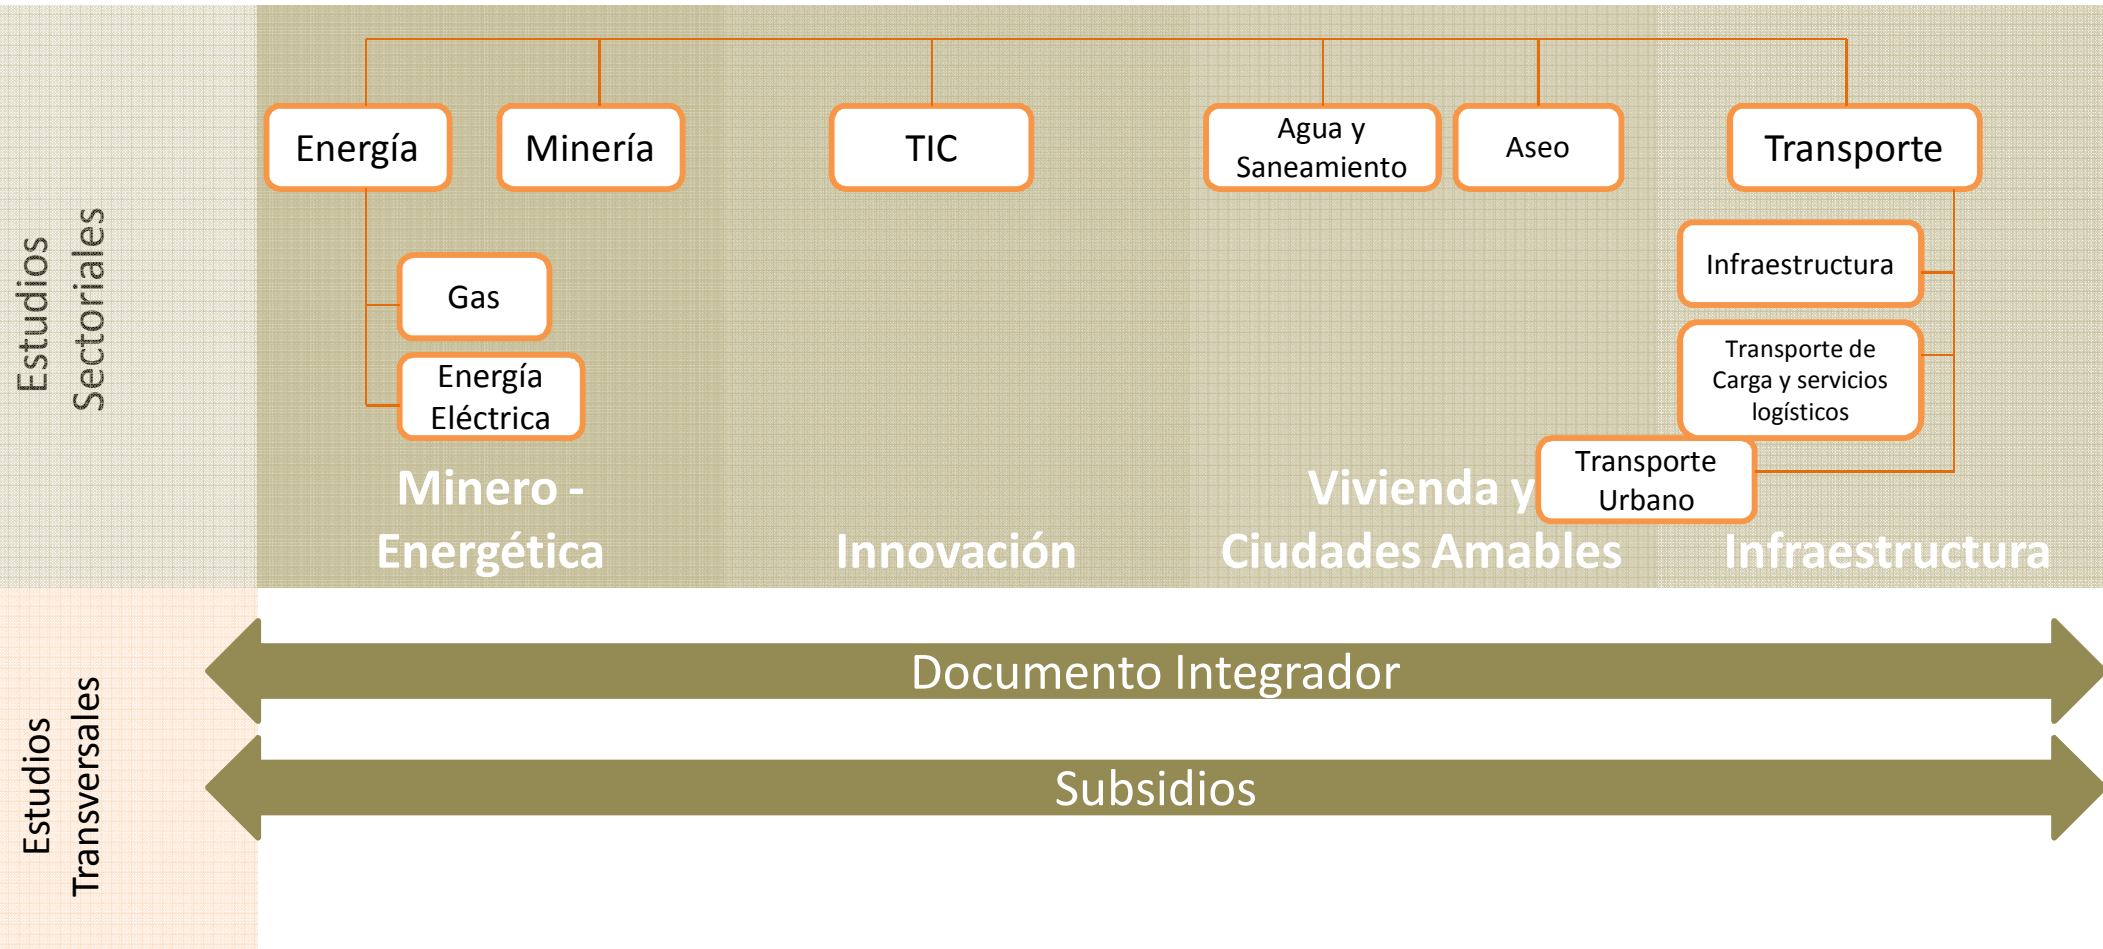 Estudios
Sectoriales
Energía
Minería
TIC
Agua y
Saneamiento
Aseo
Transporte
Gas
Energía
Eléctrica
Infraestructura
Transporte de
Carga y servicios
logísticos
Transporte
Urbano
Minero -
Energética
Innovación
Vivienda y
Ciudades Amables
Infraestructura
Estudios
Transversales
Documento Integrador
Subsidios